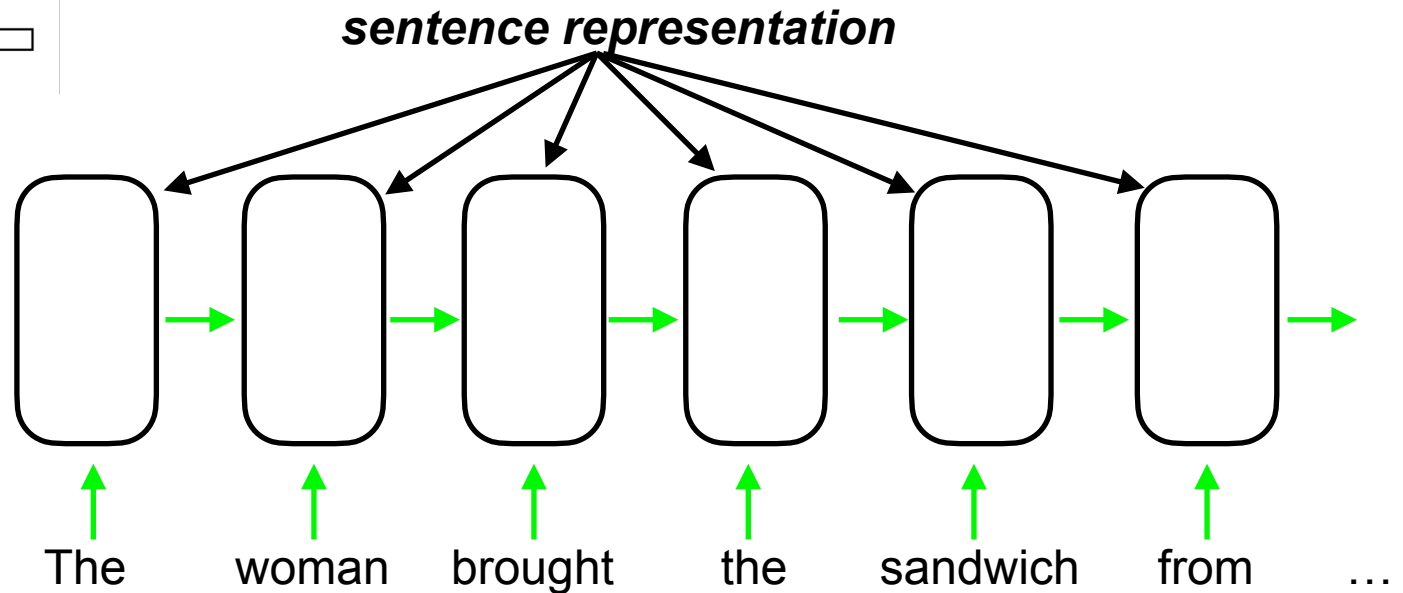 sentence representation
The woman brought the sandwich from …